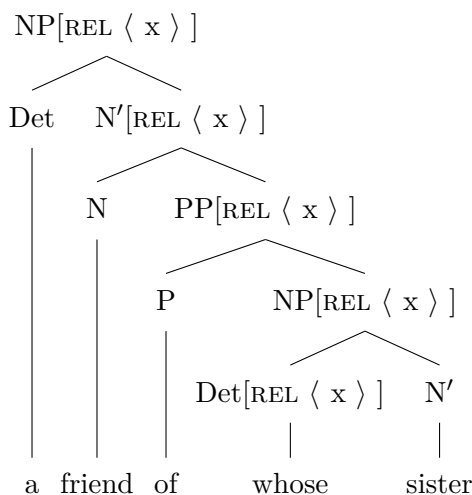 NP[REL ⟨ x ⟩]
Det N′[REL ⟨ x ⟩]
N PP[REL ⟨ x ⟩]
P NP[REL ⟨ x ⟩]
Det[REL ⟨ x ⟩] N′
a friend of whose sister